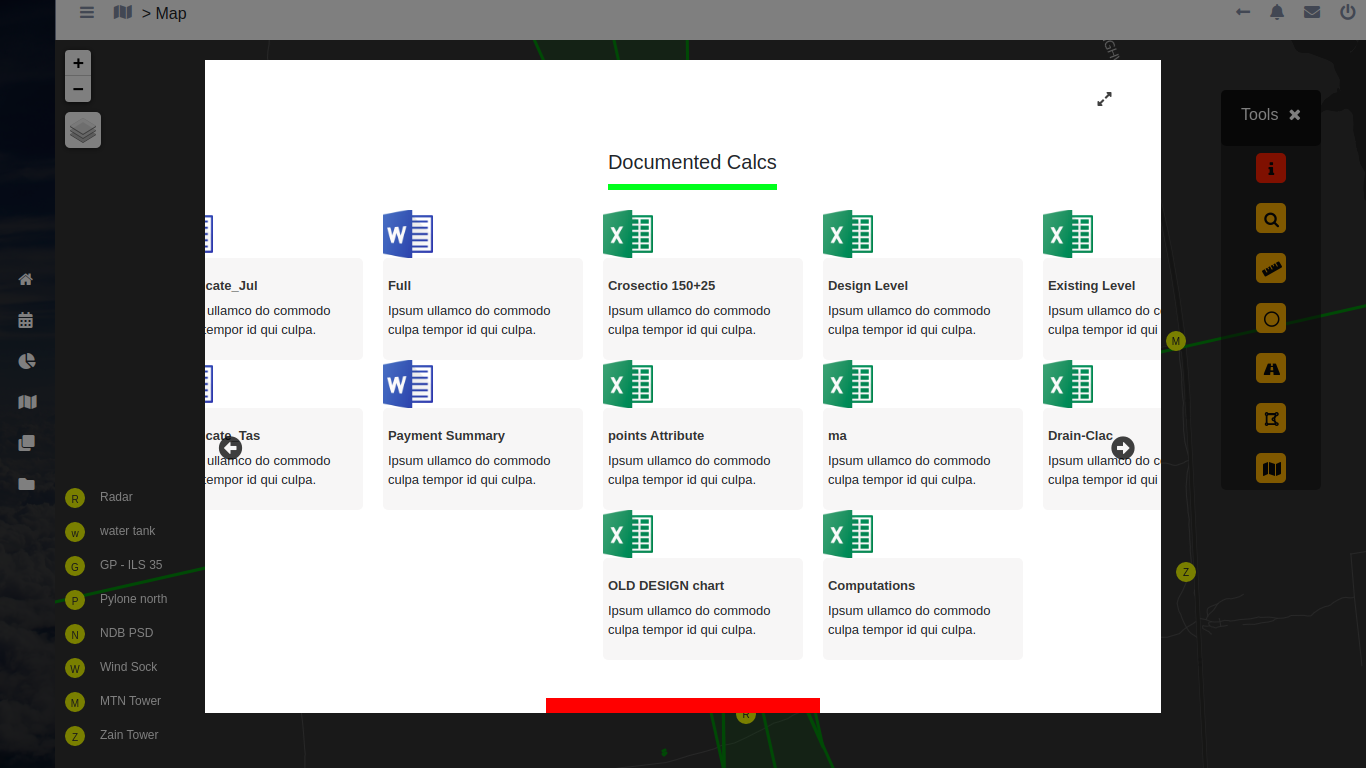 > Map
+
−
Tools
Documented Calcs
cate_Jul
ullamco do commodo
tempor id qui culpa.
Full
Ipsum ullamco do commodo
culpa tempor id qui culpa.
Crosectio 150+25
Ipsum ullamco do commodo
culpa tempor id qui culpa.
Design Level
Ipsum ullamco do commodo
culpa tempor id qui culpa.
Existing Level
Ipsum ullamco do c
culpa tempor id qui
cate_Tas
ullamco do commodo
tempor id qui culpa.
Payment Summary
Ipsum ullamco do commodo
culpa tempor id qui culpa.
points Attribute
Ipsum ullamco do commodo
culpa tempor id qui culpa.
ma
Ipsum ullamco do commodo
culpa tempor id qui culpa.
Drain-Clac
Ipsum ullamco do c
culpa tempor id qui
OLD DESIGN chart
Ipsum ullamco do commodo
culpa tempor id qui culpa.
Computations
Ipsum ullamco do commodo
culpa tempor id qui culpa.
R Radar
w water tank
G GP - ILS 35
P Pylone north
N NDB PSD
W Wind Sock
M MTN Tower
Z Zain Tower
M
Z
R